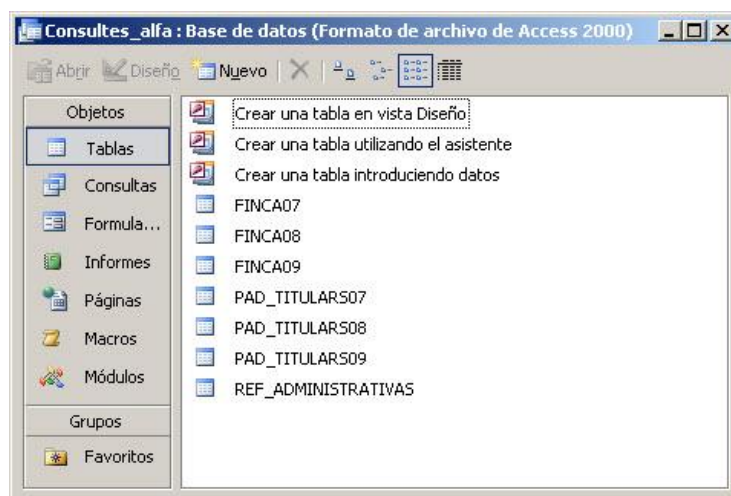 Consultes_alfa : Base de datos (Formato de archivo de Access 2000)
Abrir Diseño Nuevo
Objetos
Tablas
Consultas
Formula...
Informes
Páginas
Macros
Módulos
Grupos
Favoritos
Crear una tabla en vista Diseño
Crear una tabla utilizando el asistente
Crear una tabla introduciendo datos
FINCA07
FINCA08
FINCA09
PAD_TITULARS07
PAD_TITULARS08
PAD_TITULARS09
REF_ADMINISTRATIVAS